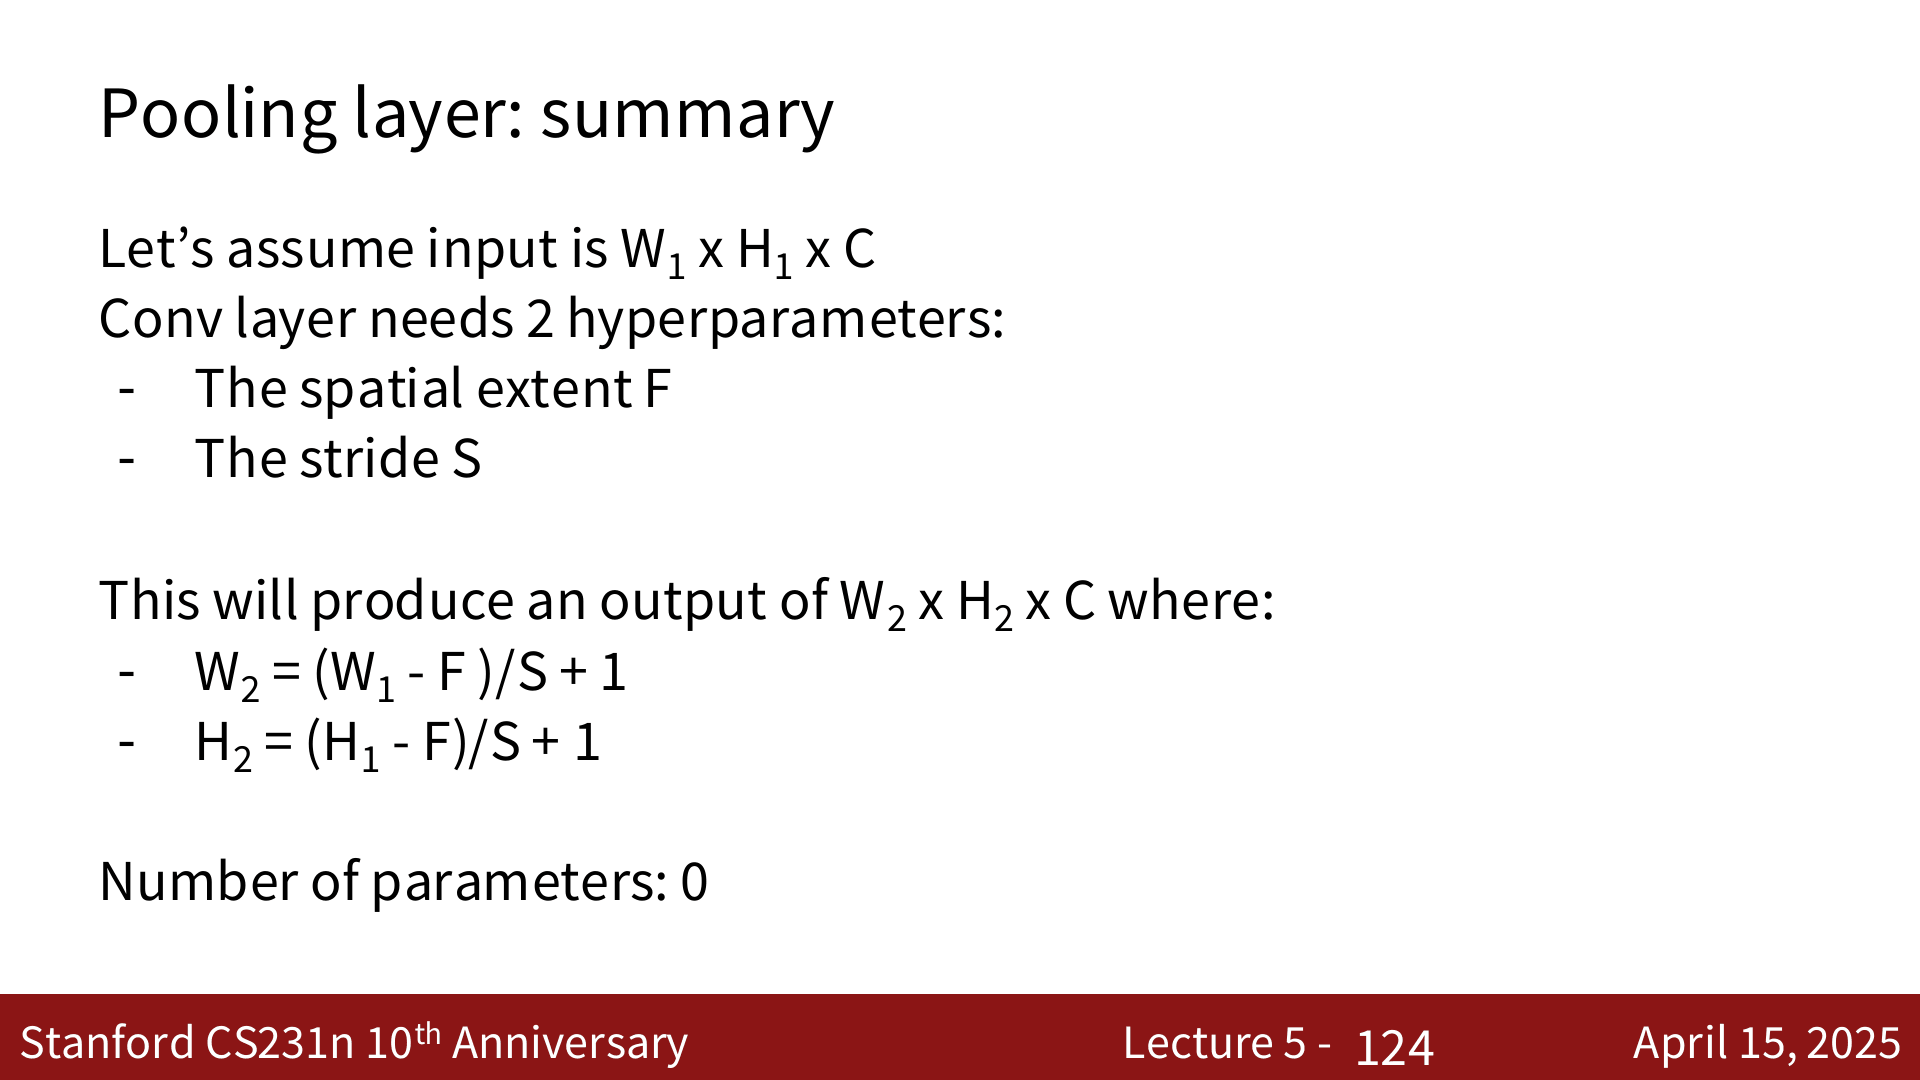 Pooling layer: summary
Let’s assume input is W₁ x H₁ x C
Conv layer needs 2 hyperparameters:
- The spatial extent F
- The stride S
This will produce an output of W₂ x H₂ x C where:
- W₂ = (W₁ - F )/S + 1
- H₂ = (H₁ - F)/S + 1
Number of parameters: 0
Stanford CS231n 10th Anniversary Lecture 5 - 124 April 15, 2025